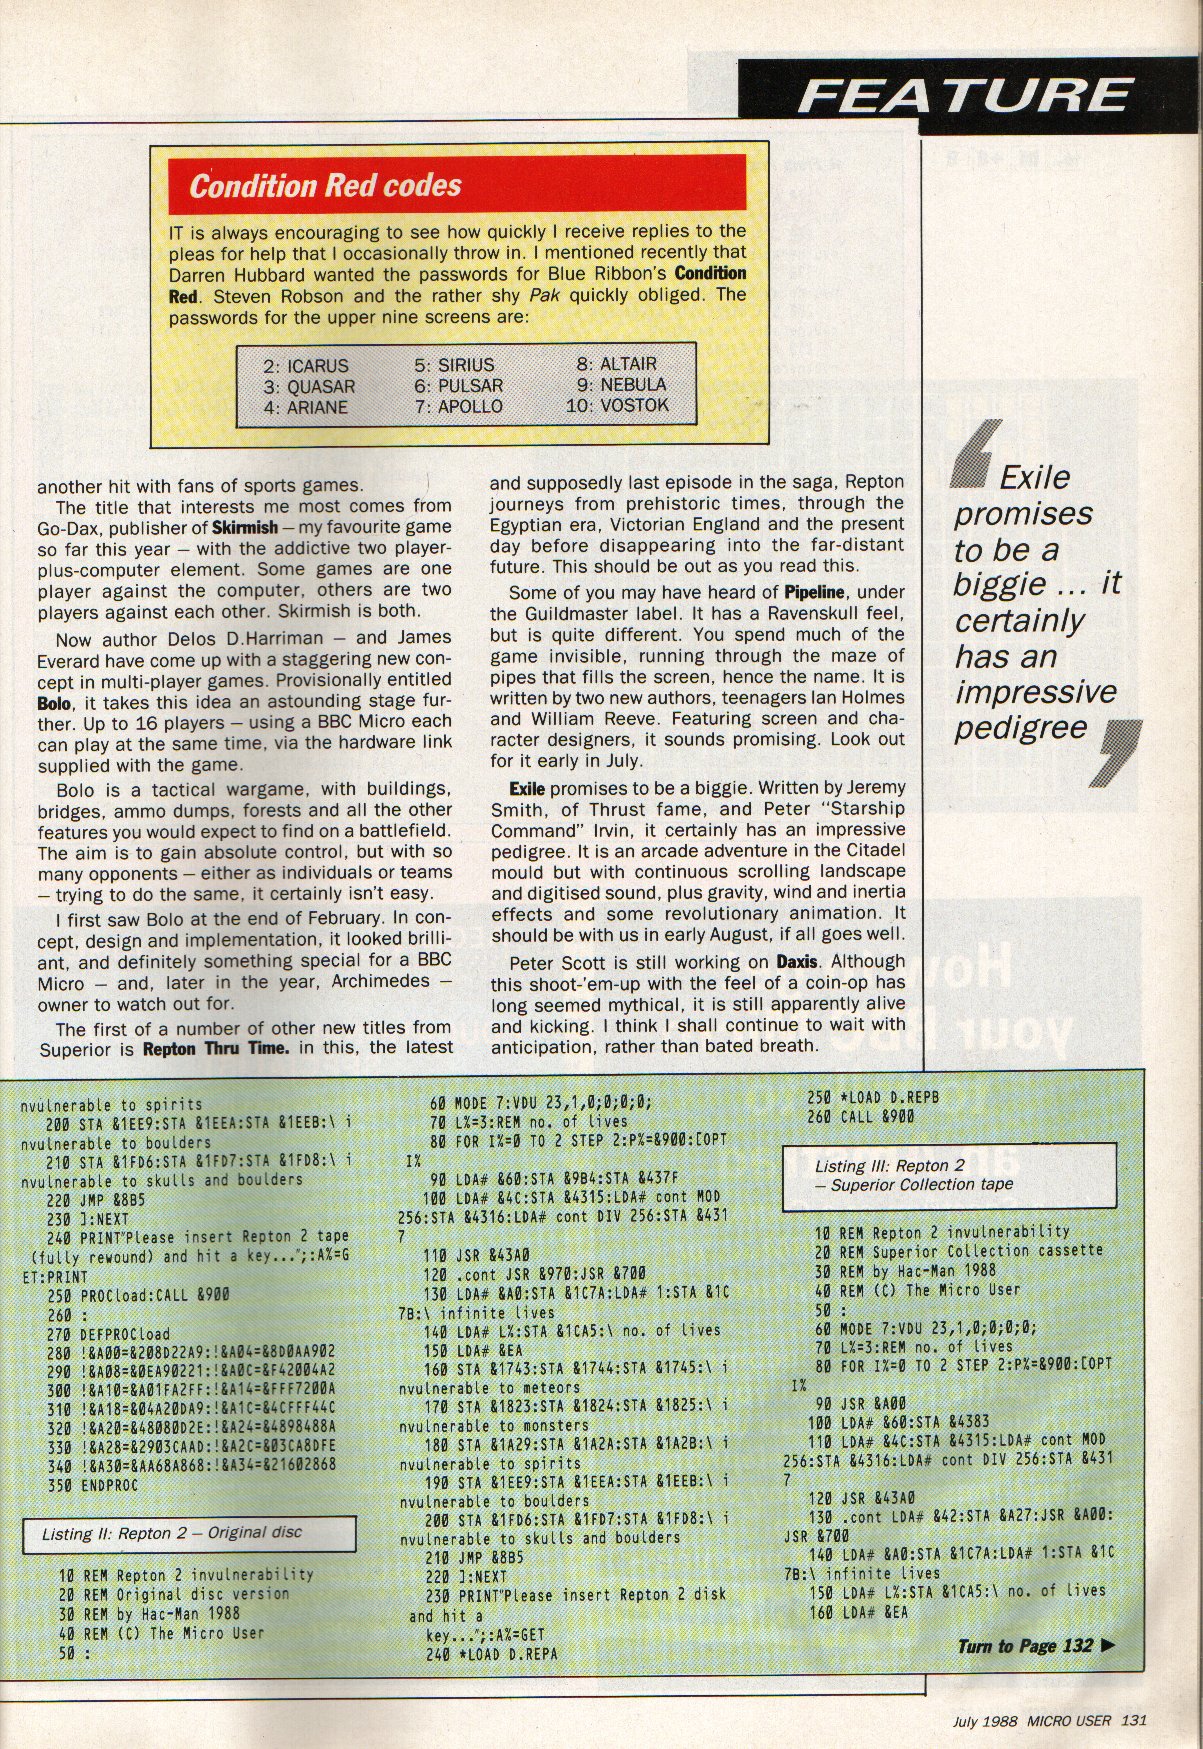 FEATURE
Condition Red codes
IT is always encouraging to see how quickly I receive replies to the
pleas for help that I occasionally throw in. I mentioned recently that
Darren Hubbard wanted the passwords for Blue Ribbon's Condition
Red. Steven Robson and the rather shy Pak quickly obliged. The
passwords for the upper nine screens are:
2: ICARUS 5: SIRIUS 8: ALTAIR
3: QUASAR 6: PULSAR 9: NEBULA
4: ARIANE 7: APOLLO 10: VOSTOK
another hit with fans of sports games.
The title that interests me most comes from
Go-Dax, publisher of Skirmish – my favourite game
so far this year – with the addictive two player-
plus-computer element. Some games are one
player against the computer, others are two
players against each other. Skirmish is both.
Now author Delos D.Harriman – and James
Everard have come up with a staggering new con-
cept in multi-player games. Provisionally entitled
Bolo, it takes this idea an astounding stage fur-
ther. Up to 16 players – using a BBC Micro each
can play at the same time, via the hardware link
supplied with the game.
Bolo is a tactical wargame, with buildings,
bridges, ammo dumps, forests and all the other
features you would expect to find on a battlefield.
The aim is to gain absolute control, but with so
many opponents – either as individuals or teams
– trying to do the same, it certainly isn't easy.
I first saw Bolo at the end of February. In con-
cept, design and implementation, it looked brilli-
ant, and definitely something special for a BBC
Micro – and, later in the year, Archimedes –
owner to watch out for.
The first of a number of other new titles from
Superior is Repton Thru Time. in this, the latest
and supposedly last episode in the saga, Repton
journeys from prehistoric times, through the
Egyptian era, Victorian England and the present
day before disappearing into the far-distant
future. This should be out as you read this.
Some of you may have heard of Pipeline, under
the Guildmaster label. It has a Ravenskull feel,
but is quite different. You spend much of the
game invisible, running through the maze of
pipes that fills the screen, hence the name. It is
written by two new authors, teenagers Ian Holmes
and William Reeve. Featuring screen and cha-
racter designers, it sounds promising. Look out
for it early in July.
Exile promises to be a biggie. Written by Jeremy
Smith, of Thrust fame, and Peter "Starship
Command" Irvin, it certainly has an impressive
pedigree. It is an arcade adventure in the Citadel
mould but with continuous scrolling landscape
and digitised sound, plus gravity, wind and inertia
effects and some revolutionary animation. It
should be with us in early August, if all goes well.
Peter Scott is still working on Daxis. Although
this shoot-'em-up with the feel of a coin-op has
long seemed mythical, it is still apparently alive
and kicking. I think I shall continue to wait with
anticipation, rather than bated breath.
‘Exile
promises
to be a
biggie ... it
certainly
has an
impressive
pedigree’
nvulnerable to spirits
200 STA &1EE9:STA &1EEA:STA &1EEB:\ i
nvulnerable to boulders
210 STA &1FD6:STA &1FD7:STA &1FD8:\ i
nvulnerable to skulls and boulders
220 JMP &8B5
230 ]:NEXT
240 PRINT"Please insert Repton 2 tape
(fully rewound) and hit a key...";:A%=G
ET:PRINT
250 PROCload:CALL &900
260 :
270 DEFPROCload
280 !&A00=&208D22A9:!&A04=&8D0AA902
290 !&A08=&0EA90221:!&A0C=&F42004A2
300 !&A10=&A01FA2FF:!&A14=&FFF7200A
310 !&A18=&04A20DA9:!&A1C=&4CFFF44C
320 !&A20=&48080D2E:!&A24=&4898488A
330 !&A28=&2903CAAD:!&A2C=&03CA8DFE
340 !&A30=&AA68A868:!&A34=&21602868
350 ENDPROC
Listing II: Repton 2 – Original disc
10 REM Repton 2 invulnerability
20 REM Original disc version
30 REM by Hac-Man 1988
40 REM (C) The Micro User
50 :
60 MODE 7:VDU 23,1,0;0;0;0;
70 L%=3:REM no. of lives
80 FOR I%=0 TO 2 STEP 2:P%=&900:[OPT
I%
90 LDA# &60:STA &9B4:STA &437F
100 LDA# &4C:STA &4315:LDA# cont MOD
256:STA &4316:LDA# cont DIV 256:STA &431
7
110 JSR &43A0
120 .cont JSR &970:JSR &700
130 LDA# &A0:STA &1C7A:LDA# 1:STA &1C
7B:\ infinite lives
140 LDA# L%:STA &1CA5:\ no. of lives
150 LDA# &EA
160 STA &1743:STA &1744:STA &1745:\ i
nvulnerable to meteors
170 STA &1823:STA &1824:STA &1825:\ i
nvulnerable to monsters
180 STA &1A29:STA &1A2A:STA &1A2B:\ i
nvulnerable to spirits
190 STA &1EE9:STA &1EEA:STA &1EEB:\ i
nvulnerable to boulders
200 STA &1FD6:STA &1FD7:STA &1FD8:\ i
nvulnerable to skulls and boulders
210 JMP &8B5
220 ]:NEXT
230 PRINT"Please insert Repton 2 disk
and hit a
key...";:A%=GET
240 *LOAD D.REPA
250 *LOAD D.REPB
260 CALL &900
Listing III: Repton 2
– Superior Collection tape
10 REM Repton 2 invulnerability
20 REM Superior Collection cassette
30 REM by Hac-Man 1988
40 REM (C) The Micro User
50 :
60 MODE 7:VDU 23,1,0;0;0;0;
70 L%=3:REM no. of lives
80 FOR I%=0 TO 2 STEP 2:P%=&900:[OPT
I%
90 JSR &A00
100 LDA# &60:STA &4383
110 LDA# &4C:STA &4315:LDA# cont MOD
256:STA &4316:LDA# cont DIV 256:STA &431
7
120 JSR &43A0
130 .cont LDA# &42:STA &A27:JSR &A00:
JSR &700
140 LDA# &A0:STA &1C7A:LDA# 1:STA &1C
7B:\ infinite lives
150 LDA# L%:STA &1CA5:\ no. of lives
160 LDA# &EA
Turn to Page 132 ►
July 1988 MICRO USER 131